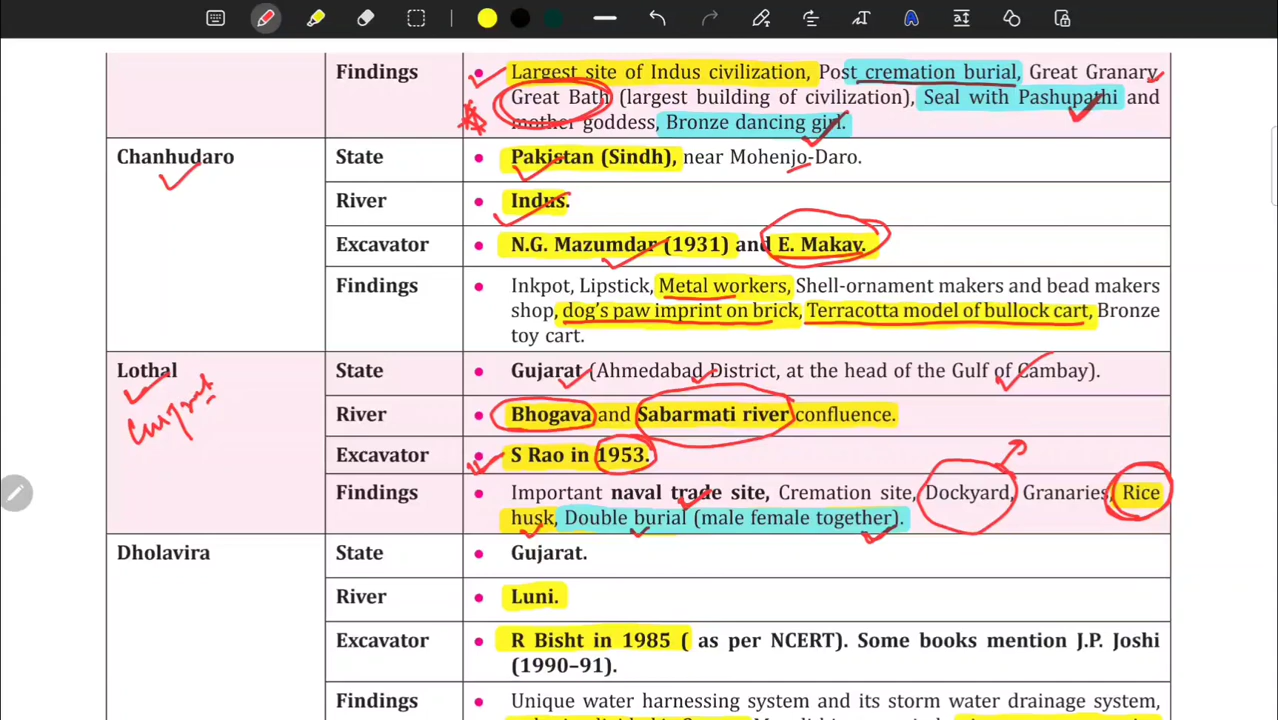 Findings
• Largest site of Indus civilization, Post cremation burial, Great Granary,
Great Bath (largest building of civilization), Seal with Pashupathi and
mother goddess, Bronze dancing girl.
Chanhudaro
State
• Pakistan (Sindh), near Mohenjo-Daro.
River
• Indus.
Excavator
• N.G. Mazumdar (1931) and E. Makay.
Findings
• Inkpot, Lipstick, Metal workers, Shell-ornament makers and bead makers
shop, dog's paw imprint on brick, Terracotta model of bullock cart, Bronze
toy cart.
Lothal
State
• Gujarat (Ahmedabad District, at the head of the Gulf of Cambay).
River
• Bhogava and Sabarmati river confluence.
Excavator
• S Rao in 1953.
Findings
• Important naval trade site, Cremation site, Dockyard, Granaries, Rice
husk, Double burial (male female together).
Dholavira
State
Gujarat.
River
• Luni.
Excavator
• R Bisht in 1985 ( as per NCERT). Some books mention J.P. Joshi
(1990–91).
Findings
• Unique water harnessing system and its storm water drainage system,